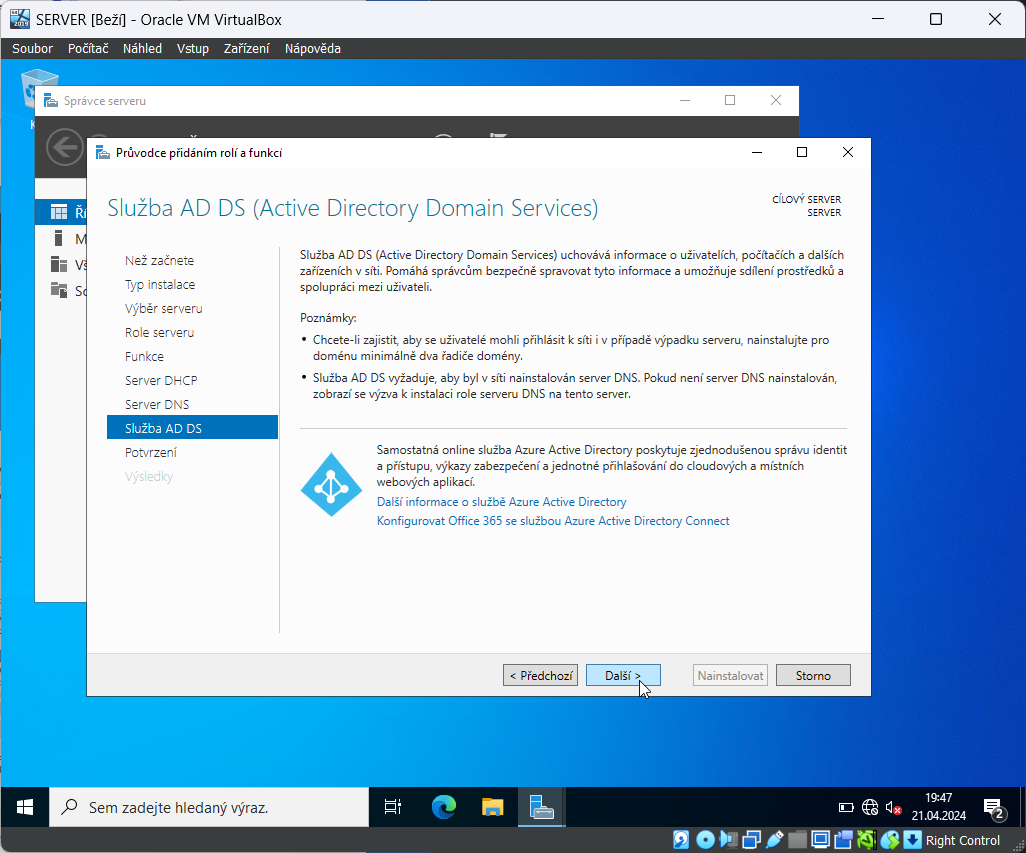 SERVER [Beží] - Oracle VM VirtualBox
Soubor Počítač Náhled Vstup Zařízení Nápověda
Správce serveru
Průvodce přidáním rolí a funkcí
Služba AD DS (Active Directory Domain Services)
CÍLOVÝ SERVER
SERVER
Než začnete
Typ instalace
Výběr serveru
Role serveru
Funkce
Server DHCP
Server DNS
Služba AD DS
Potvrzení
Výsledky
Služba AD DS (Active Directory Domain Services) uchovává informace o uživatelích, počítačích a dalších
zařízeních v síti. Pomáhá správcům bezpečně spravovat tyto informace a umožňuje sdílení prostředků a
spolupráci mezi uživateli.
Poznámky:
• Chcete-li zajistit, aby se uživatelé mohli přihlásit k síti i v případě výpadku serveru, nainstalujte pro
doménu minimálně dva řadiče domény.
• Služba AD DS vyžaduje, aby byl v síti nainstalován server DNS. Pokud není server DNS nainstalován,
zobrazí se výzva k instalaci role serveru DNS na tento server.
Samostatná online služba Azure Active Directory poskytuje zjednodušenou správu identit
a přístupu, výkazy zabezpečení a jednotné přihlašování do cloudových a místních
webových aplikací.
Další informace o službě Azure Active Directory
Konfigurovat Office 365 se službou Azure Active Directory Connect
< Předchozí Další > Nainstalovat Storno
Sem zadejte hledaný výraz.
19:47
21.04.2024
2
Right Control